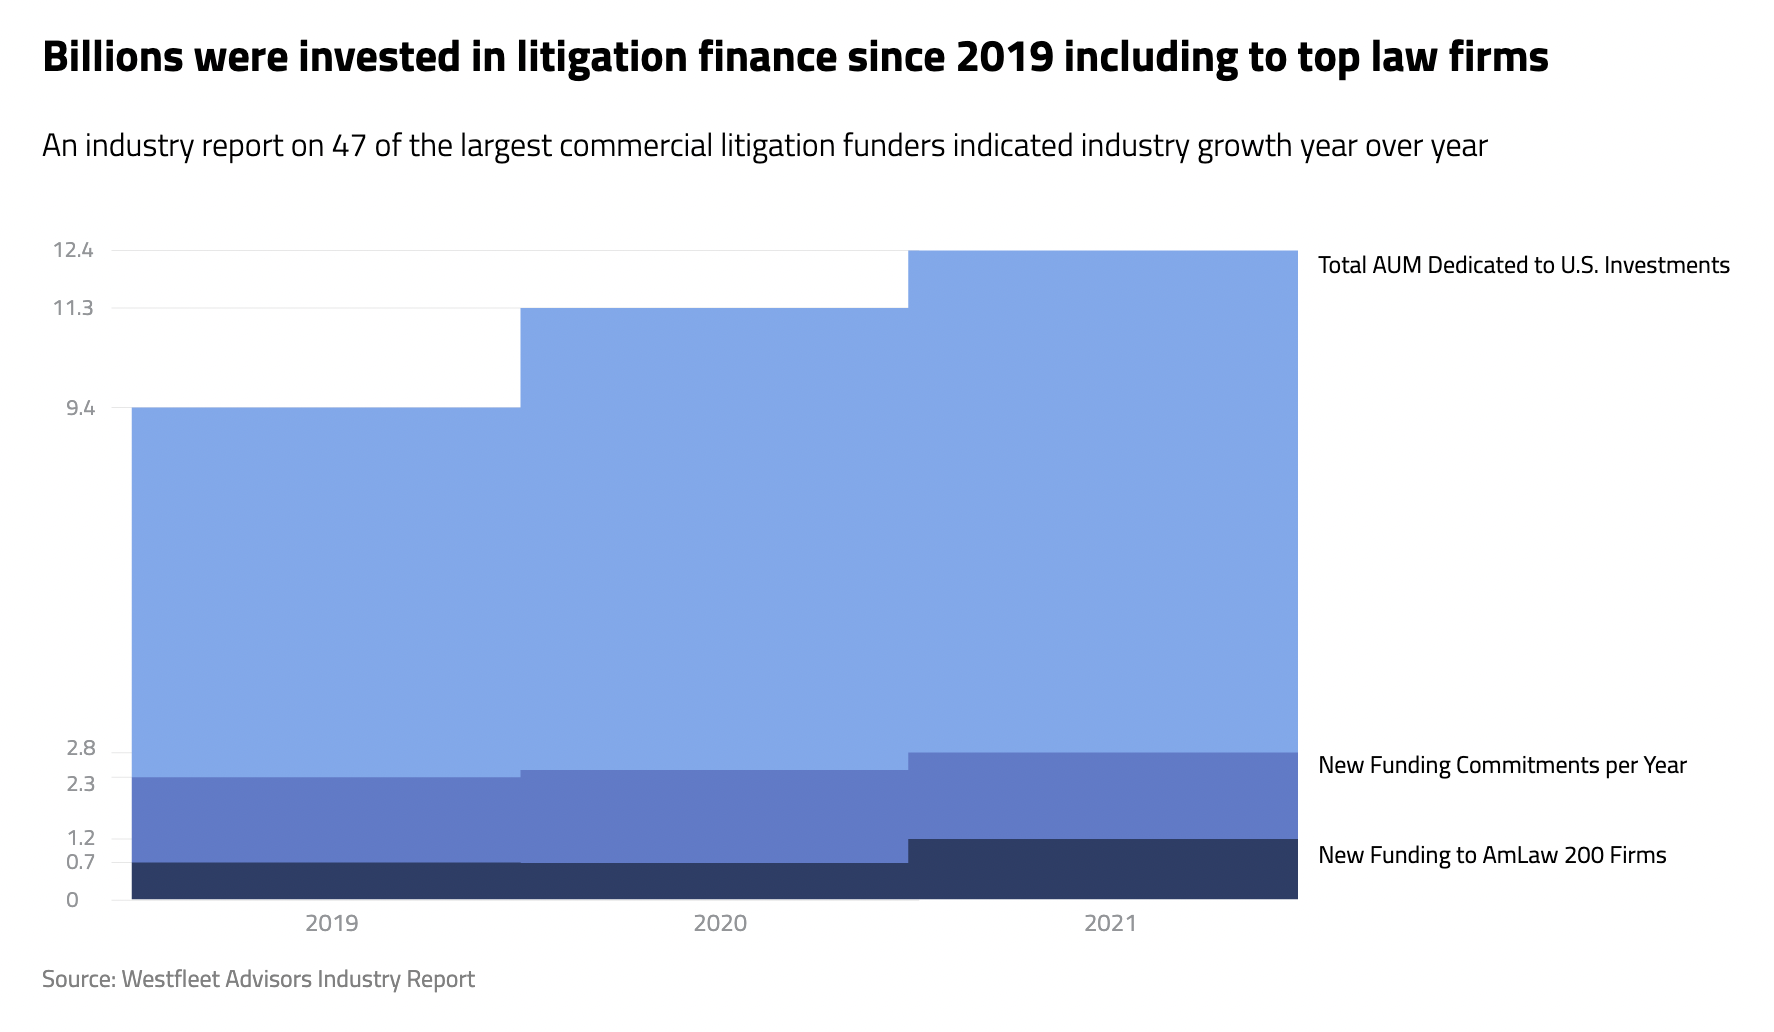 Billions were invested in litigation finance since 2019 including to top law firms
An industry report on 47 of the largest commercial litigation funders indicated industry growth year over year
12.4
Total AUM Dedicated to U.S. Investments
11.3
9.4
2.8
New Funding Commitments per Year
2.3
1.2
New Funding to AmLaw 200 Firms
0.7
0
2019 2020 2021
Source: Westfleet Advisors Industry Report